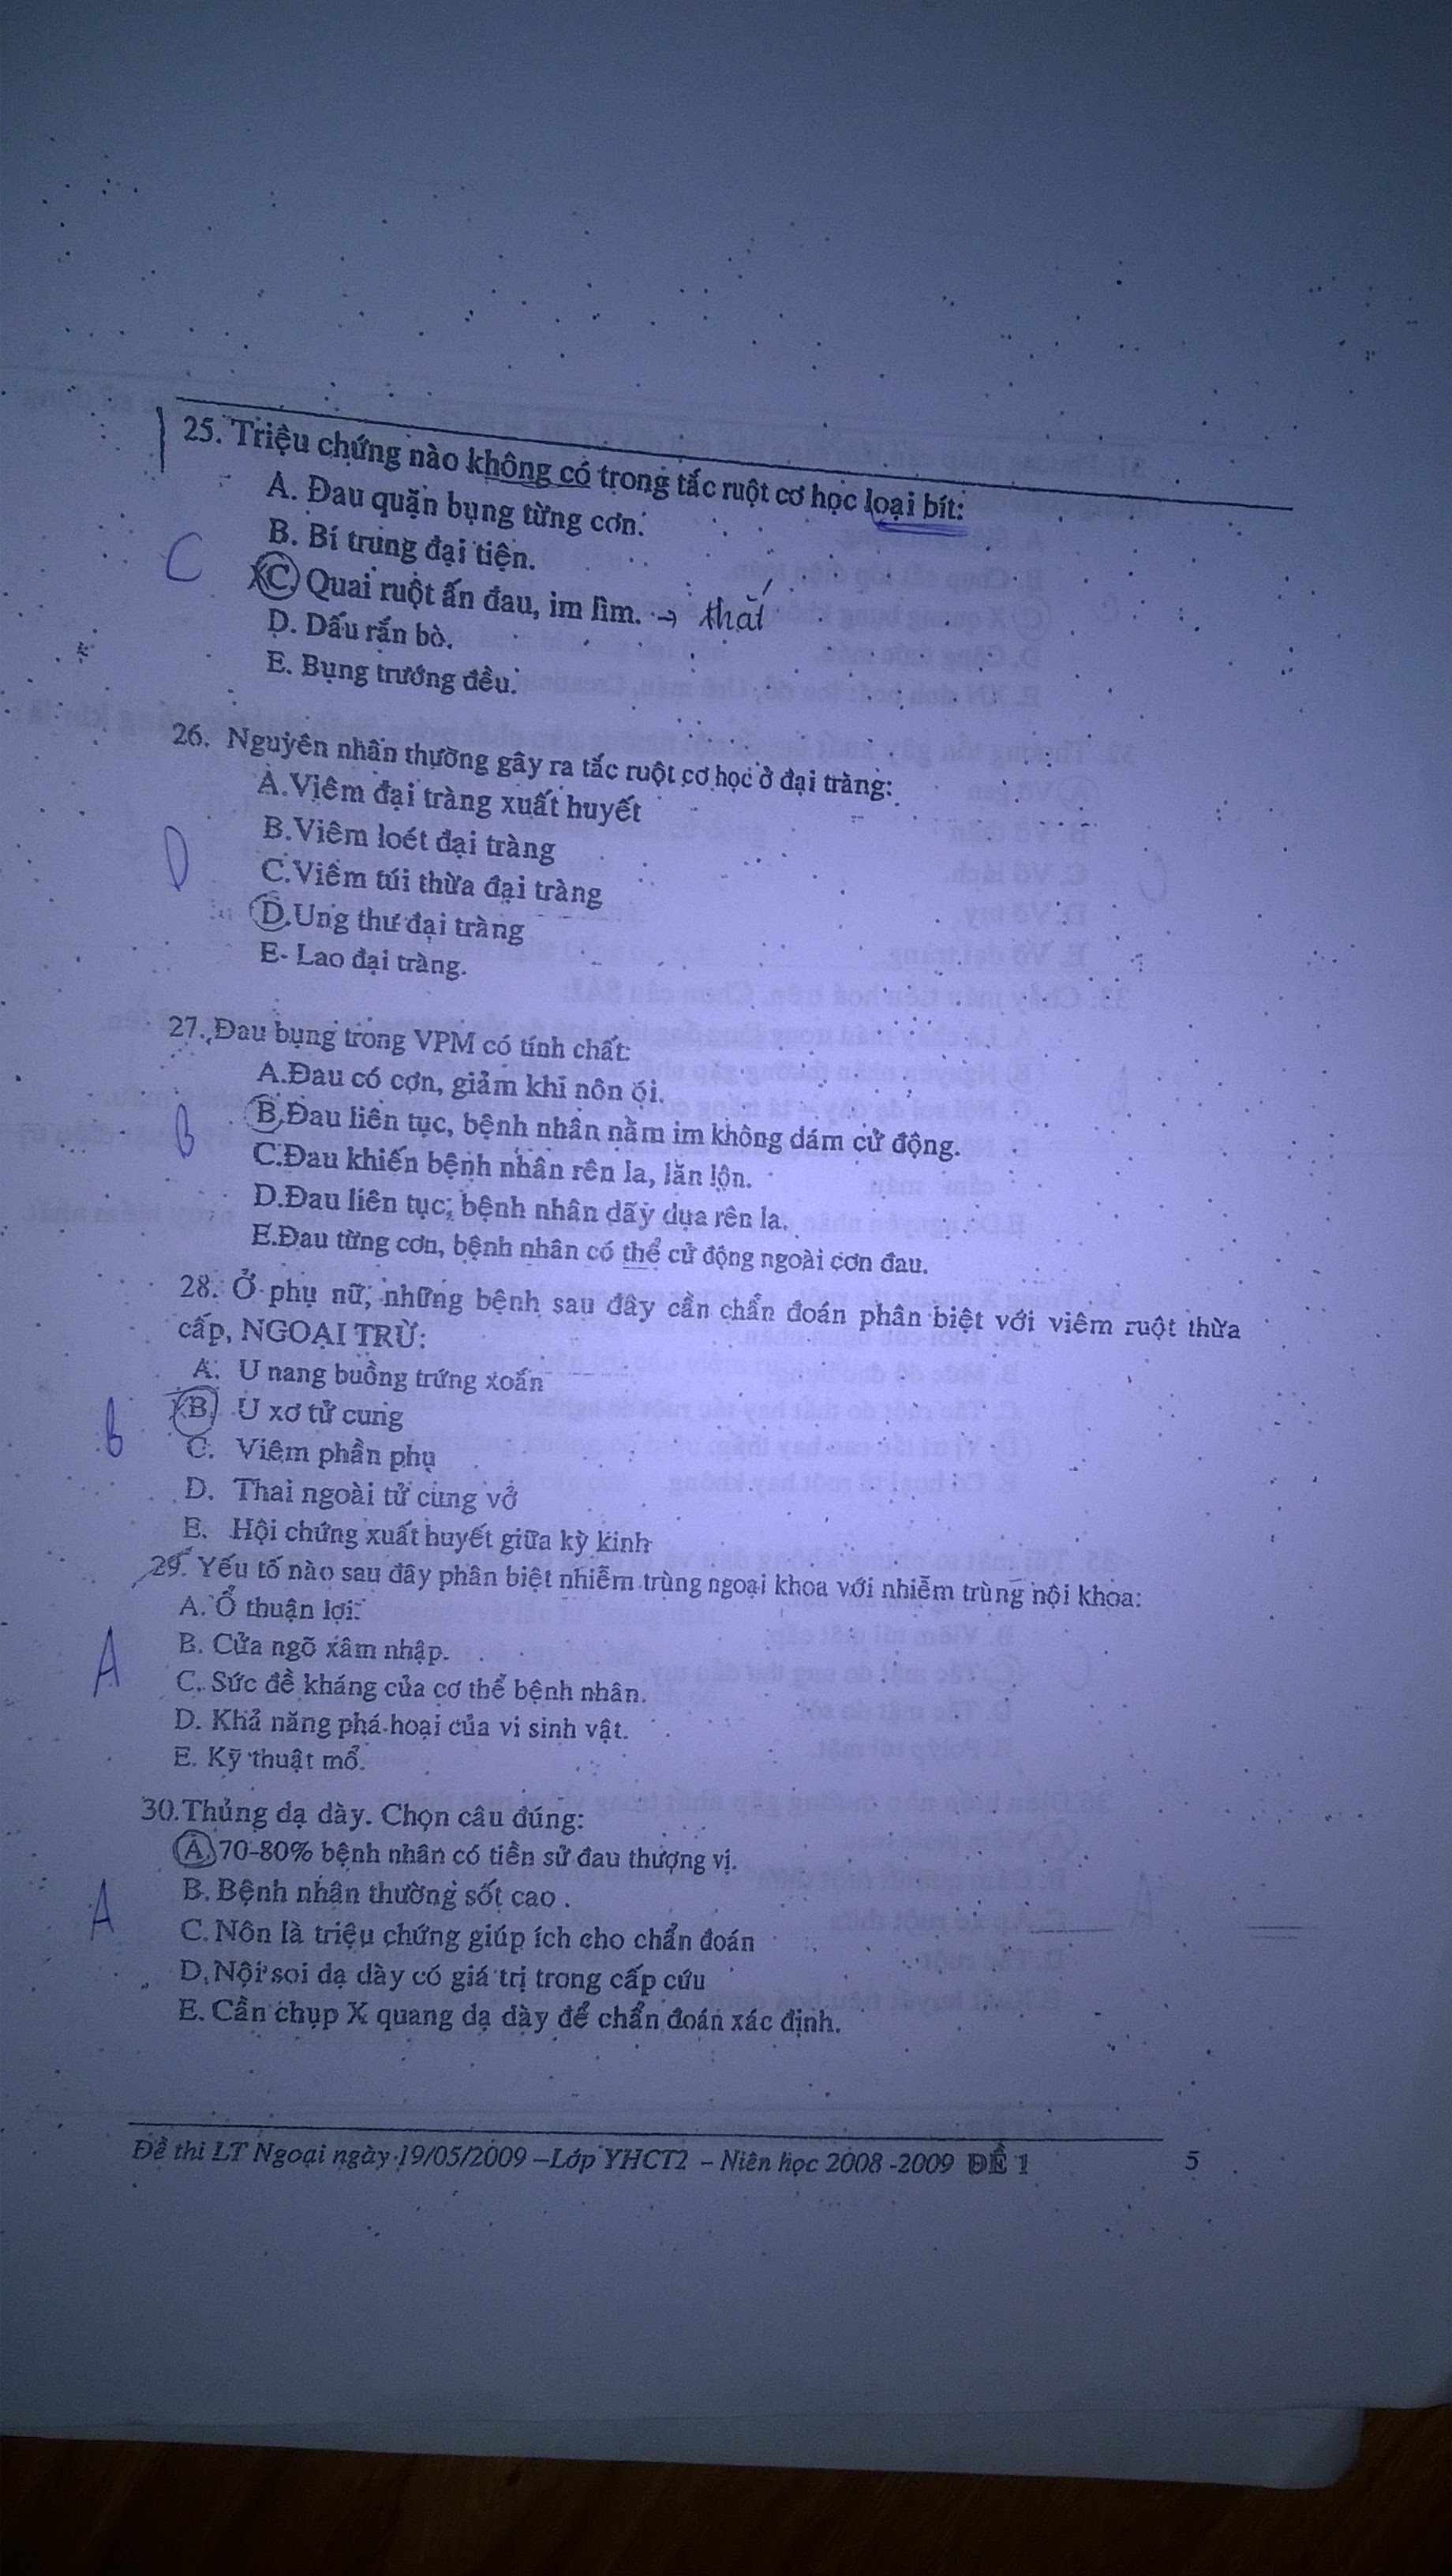 25. Triệu chứng nào không có trong tắc ruột cơ học loại bít:
A. Đau quặn bụng từng cơn.
B. Bí trung đại tiện.
C
C Quai ruột ấn đau, im lìm. → thắt
D. Dấu rắn bò.
E. Bụng trướng đều.
26. Nguyên nhân thường gây ra tắc ruột cơ học ở đại tràng:
A.Viêm đại tràng xuất huyết
B.Viêm loét đại tràng
D
C.Viêm túi thừa đại tràng
D.Ung thư đại tràng
E- Lao đại tràng.
27. Đau bụng trong VPM có tính chất:
A.Đau có cơn, giảm khi nôn ói.
B
B.Đau liên tục, bệnh nhân nằm im không dám cử động.
C.Đau khiến bệnh nhân rên la, lăn lộn.
D.Đau liên tục; bệnh nhân dãy dụa rên la.
E.Đau từng cơn, bệnh nhân có thể cử động ngoài cơn đau.
28. Ở phụ nữ, những bệnh sau đây cần chẩn đoán phân biệt với viêm ruột thừa
cấp, NGOẠI TRỪ:
A. U nang buồng trứng xoắn
B
B. U xơ tử cung
C. Viêm phần phụ
D. Thai ngoài tử cung vở
E. Hội chứng xuất huyết giữa kỳ kinh
29. Yếu tố nào sau đây phân biệt nhiễm trùng ngoại khoa với nhiễm trùng nội khoa:
A. Ổ thuận lợi.
A
B. Cửa ngõ xâm nhập.
C. Sức đề kháng của cơ thể bệnh nhân.
D. Khả năng phá hoại của vi sinh vật.
E. Kỹ thuật mổ.
30.Thủng dạ dày. Chọn câu đúng:
A 70-80% bệnh nhân có tiền sử đau thượng vị.
A
B. Bệnh nhân thường sốt cao .
C. Nôn là triệu chứng giúp ích cho chẩn đoán
D. Nội soi dạ dày có giá trị trong cấp cứu
E. Cần chụp X quang dạ dày để chẩn đoán xác định.
Đề thi LT Ngoại ngày 19/05/2009 –Lớp YHCT2 – Niên học 2008 -2009 ĐỀ 1 5